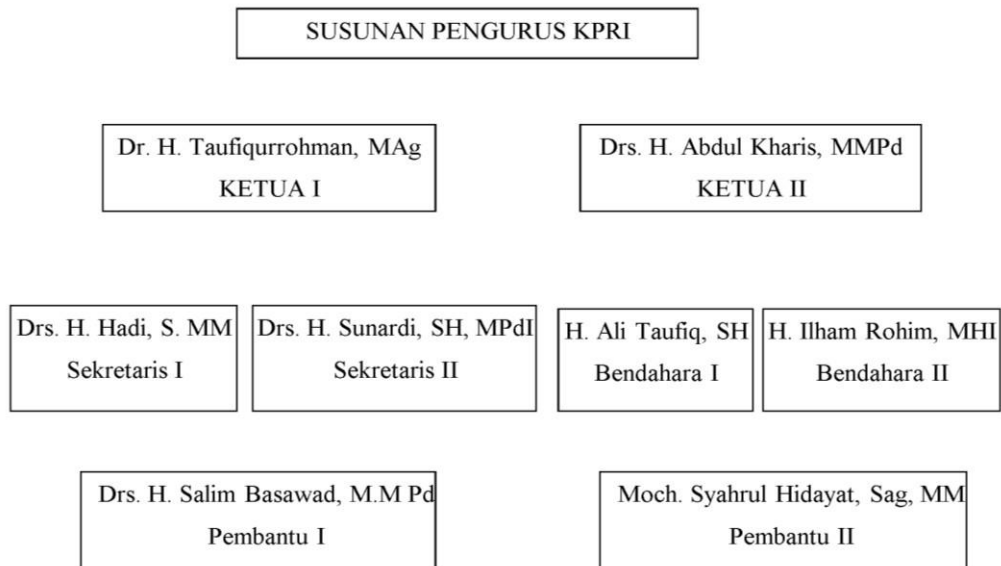 SUSUNAN PENGURUS KPRI
Dr. H. Taufiqurrohman, MAg
KETUA I
Drs. H. Abdul Kharis, MMPd
KETUA II
Drs. H. Hadi, S. MM
Sekretaris I
Drs. H. Sunardi, SH, MPdI
Sekretaris II
H. Ali Taufiq, SH
Bendahara I
H. Ilham Rohim, MHI
Bendahara II
Drs. H. Salim Basawad, M.M Pd
Pembantu I
Moch. Syahrul Hidayat, Sag, MM
Pembantu II